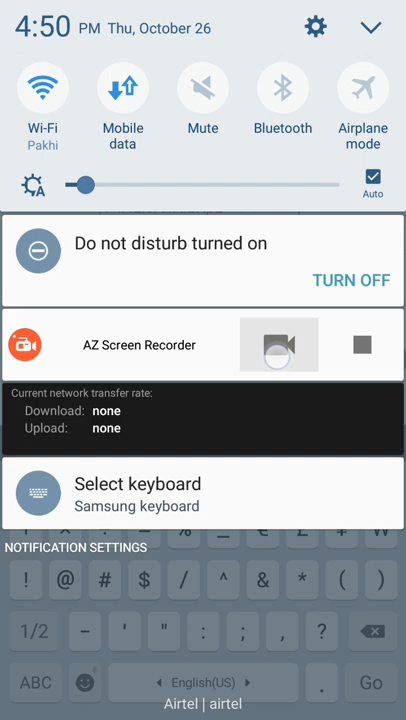 4:50 PM Thu, October 26
Wi-Fi
Pakhi
Mobile
data
Mute
Bluetooth
Airplane
mode
A
Auto
Do not disturb turned on
TURN OFF
AZ Screen Recorder
Current network transfer rate:
Download: none
Upload: none
Select keyboard
Samsung keyboard
NOTIFICATION SETTINGS
! @ # $ / ^ & * ( )
1/2 - ' " : ; , ?
ABC English(US) . Go
Airtel | airtel